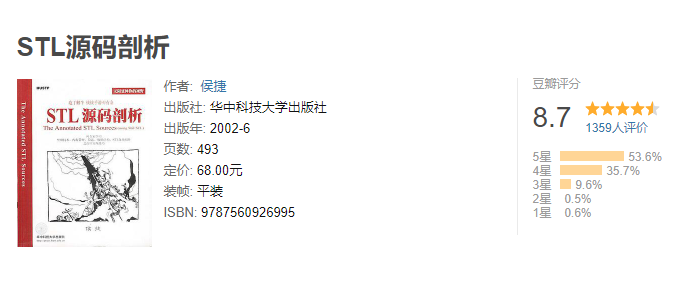 STL源码剖析
STL 源码剖析
The Annotated STL Sources
The Annotated STL Sources
侯捷
作者: 侯捷
出版社: 华中科技大学出版社
出版年: 2002-6
页数: 493
定价: 68.00元
装帧: 平装
ISBN: 9787560926995
豆瓣评分
8.7
1359人评价
5星 53.6%
4星 35.7%
3星 9.6%
2星 0.5%
1星 0.6%